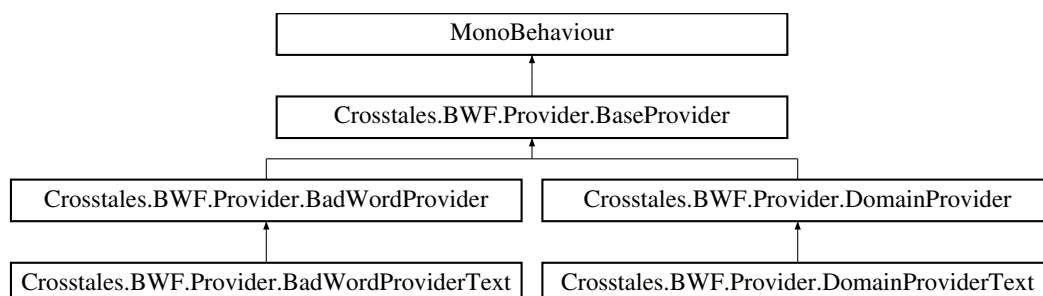 MonoBehaviour
Crosstales.BWF.Provider.BaseProvider
Crosstales.BWF.Provider.BadWordProvider
Crosstales.BWF.Provider.DomainProvider
Crosstales.BWF.Provider.BadWordProviderText
Crosstales.BWF.Provider.DomainProviderText